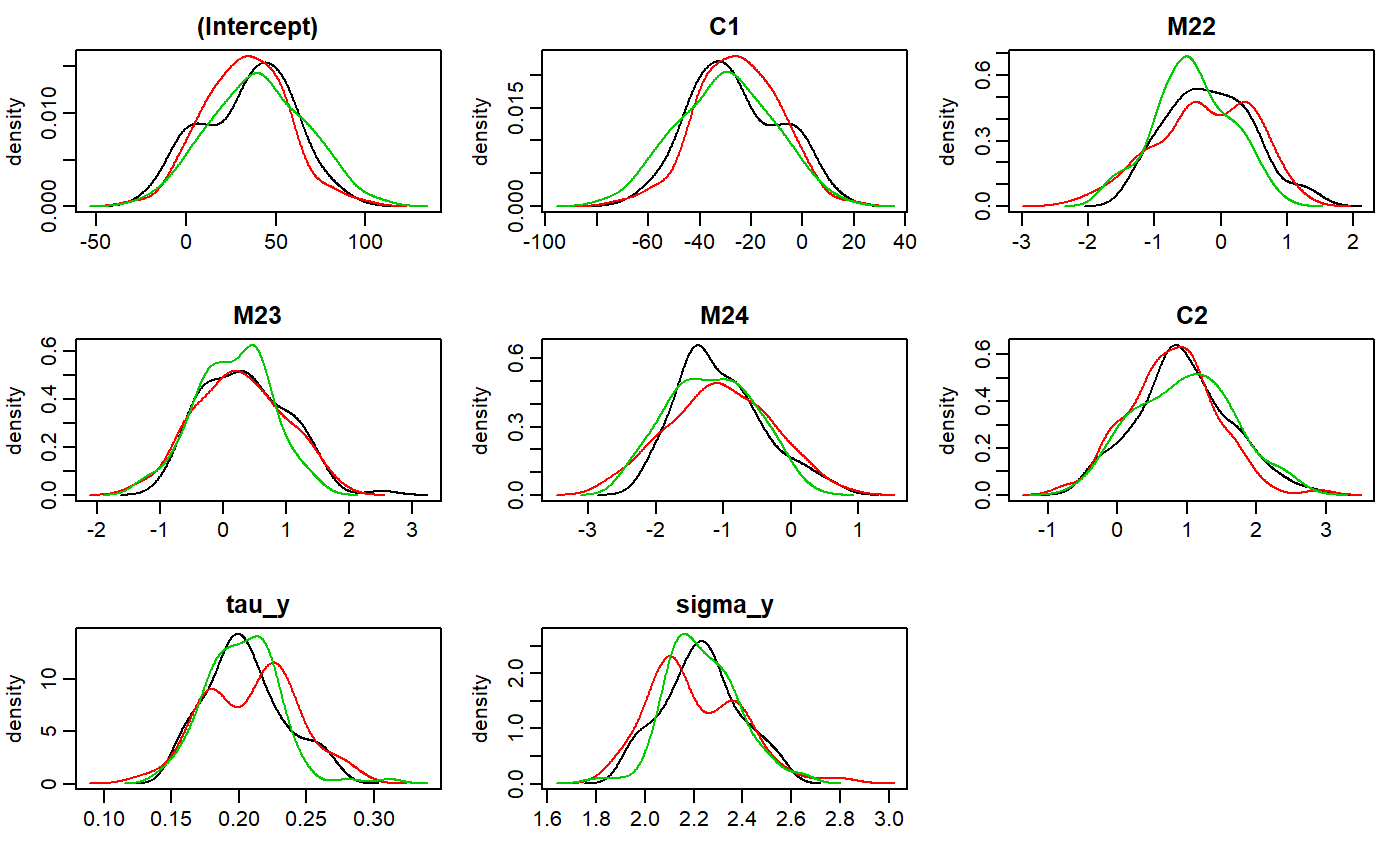 (Intercept)
density
0.000 0.010
-50 0 50 100
C1
density
0.000 0.015
-100 -60 -40 -20 0 20 40
M22
density
0.0 0.3 0.6
-3 -2 -1 0 1 2
M23
density
0.0 0.2 0.4 0.6
-2 -1 0 1 2 3
M24
density
0.0 0.3 0.6
-3 -2 -1 0 1
C2
density
0.0 0.2 0.4 0.6
-1 0 1 2 3
tau_y
density
0 5 10
0.10 0.15 0.20 0.25 0.30
sigma_y
density
0.0 1.0 2.0
1.6 1.8 2.0 2.2 2.4 2.6 2.8 3.0